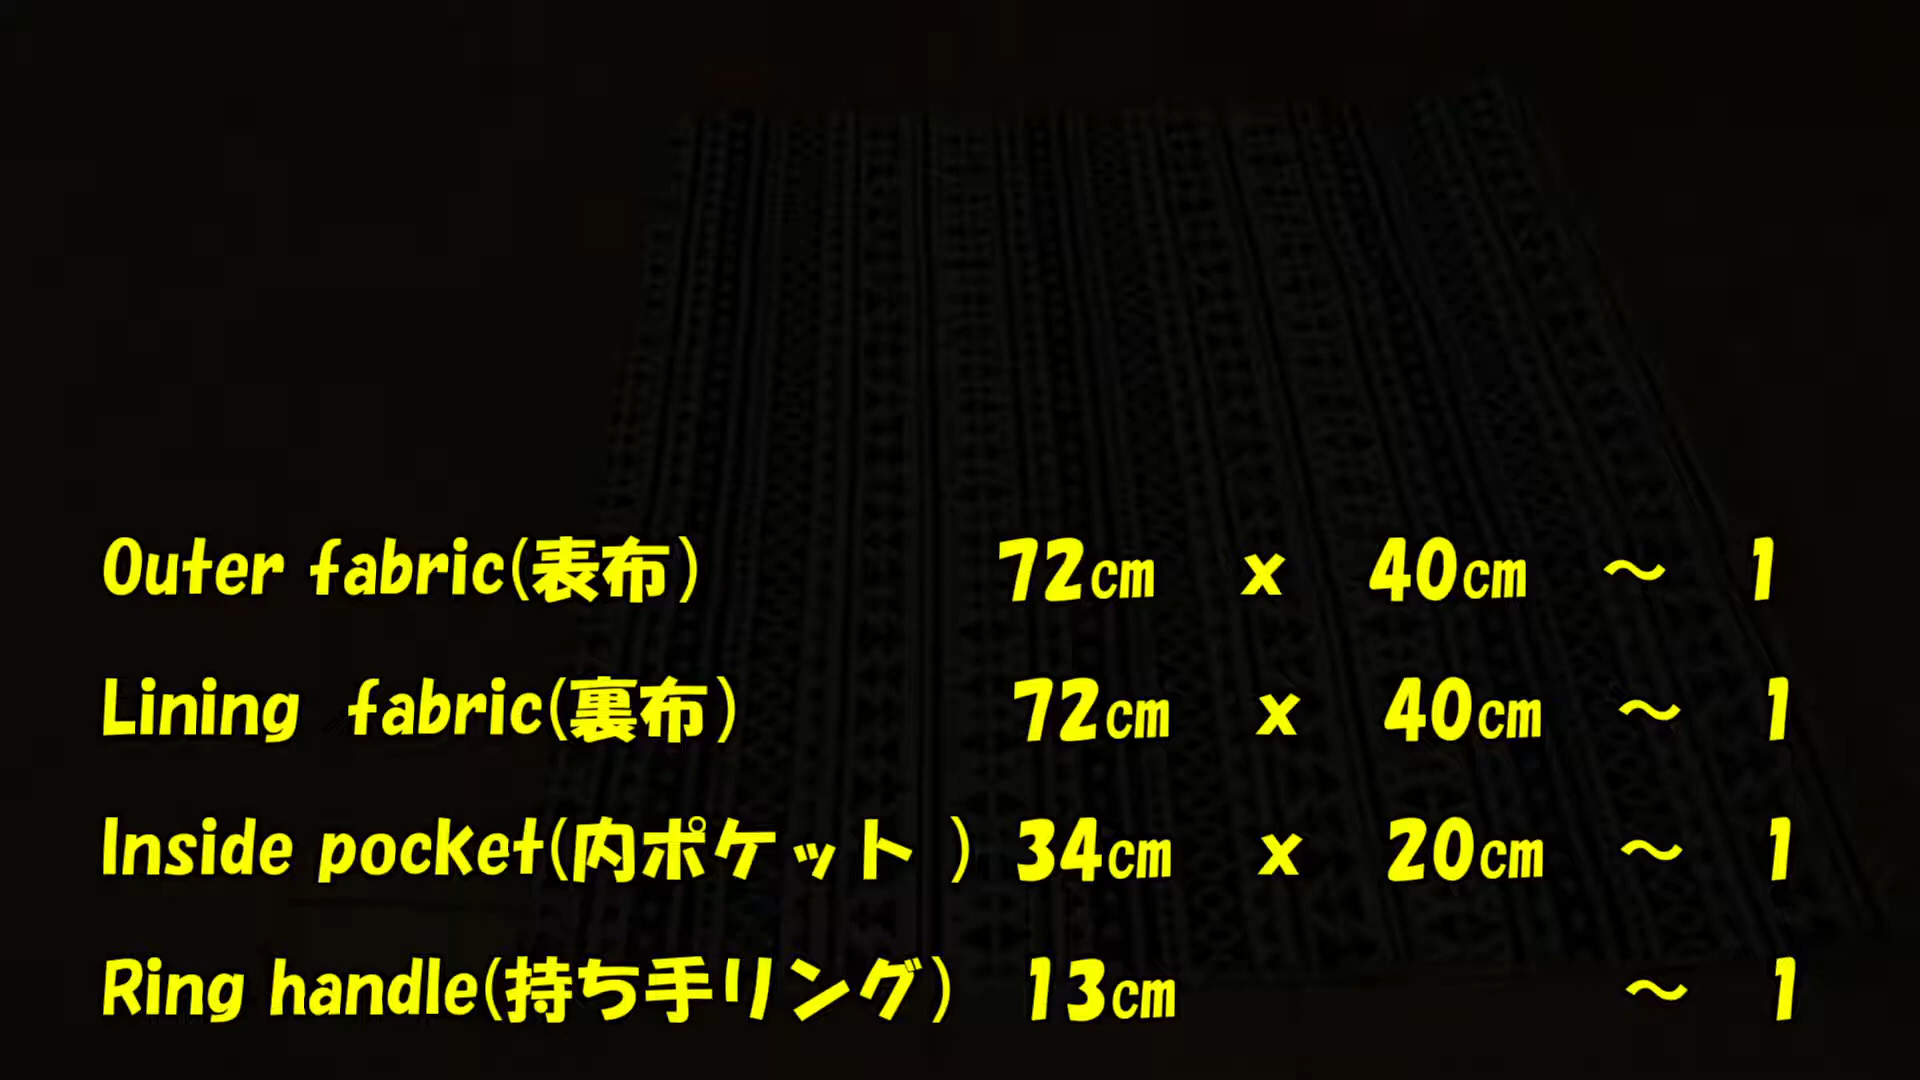 Outer fabric(表布) 72cm x 40cm ～ 1
Lining fabric(裏布) 72cm x 40cm ～ 1
Inside pocket(内ポケット ) 34cm x 20cm ～ 1
Ring handle(持ち手リング) 13cm ～ 1